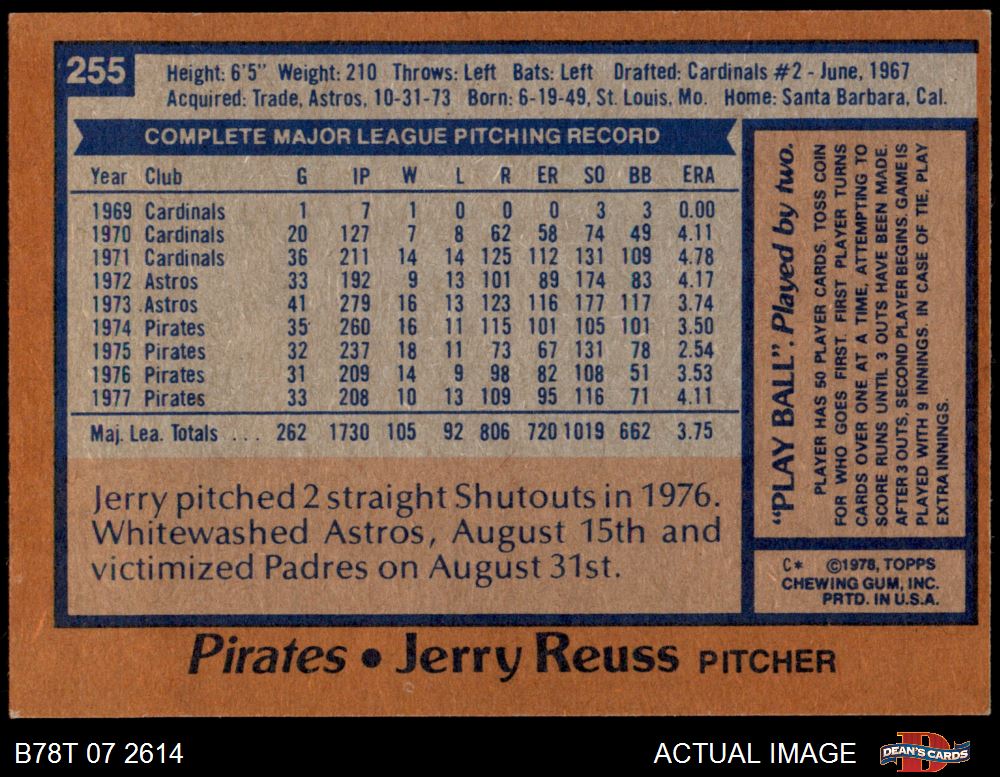 255
Height: 6'5" Weight: 210 Throws: Left Bats: Left Drafted: Cardinals #2 - June, 1967
Acquired: Trade, Astros, 10-31-73 Born: 6-19-49, St. Louis, Mo. Home: Santa Barbara, Cal.
COMPLETE MAJOR LEAGUE PITCHING RECORD
Year Club G IP W L R ER SO BB ERA
1969 Cardinals 1 7 1 0 0 0 3 3 0.00
1970 Cardinals 20 127 7 8 62 58 74 49 4.11
1971 Cardinals 36 211 14 14 125 112 131 109 4.78
1972 Astros 33 192 9 13 101 89 174 83 4.17
1973 Astros 41 279 16 13 123 116 177 117 3.74
1974 Pirates 35 260 16 11 115 101 105 101 3.50
1975 Pirates 32 237 18 11 73 67 131 78 2.54
1976 Pirates 31 209 14 9 98 82 108 51 3.53
1977 Pirates 33 208 10 13 109 95 116 71 4.11
Maj. Lea. Totals ... 262 1730 105 92 806 720 1019 662 3.75
Jerry pitched 2 straight Shutouts in 1976.
Whitewashed Astros, August 15th and
victimized Padres on August 31st.
"PLAY BALL". Played by two.
PLAYER HAS 50 PLAYER CARDS. TOSS COIN
FOR WHO GOES FIRST. FIRST PLAYER TURNS
CARDS OVER ONE AT A TIME, ATTEMPTING TO
SCORE RUNS UNTIL 3 OUTS HAVE BEEN MADE.
AFTER 3 OUTS, SECOND PLAYER BEGINS. GAME IS
PLAYED WITH 9 INNINGS. IN CASE OF TIE, PLAY
EXTRA INNINGS.
C* ©1978, TOPPS
CHEWING GUM, INC.
PRTD. IN U.S.A.
Pirates • Jerry Reuss PITCHER
B78T 07 2614
ACTUAL IMAGE
DEAN'S CARDS